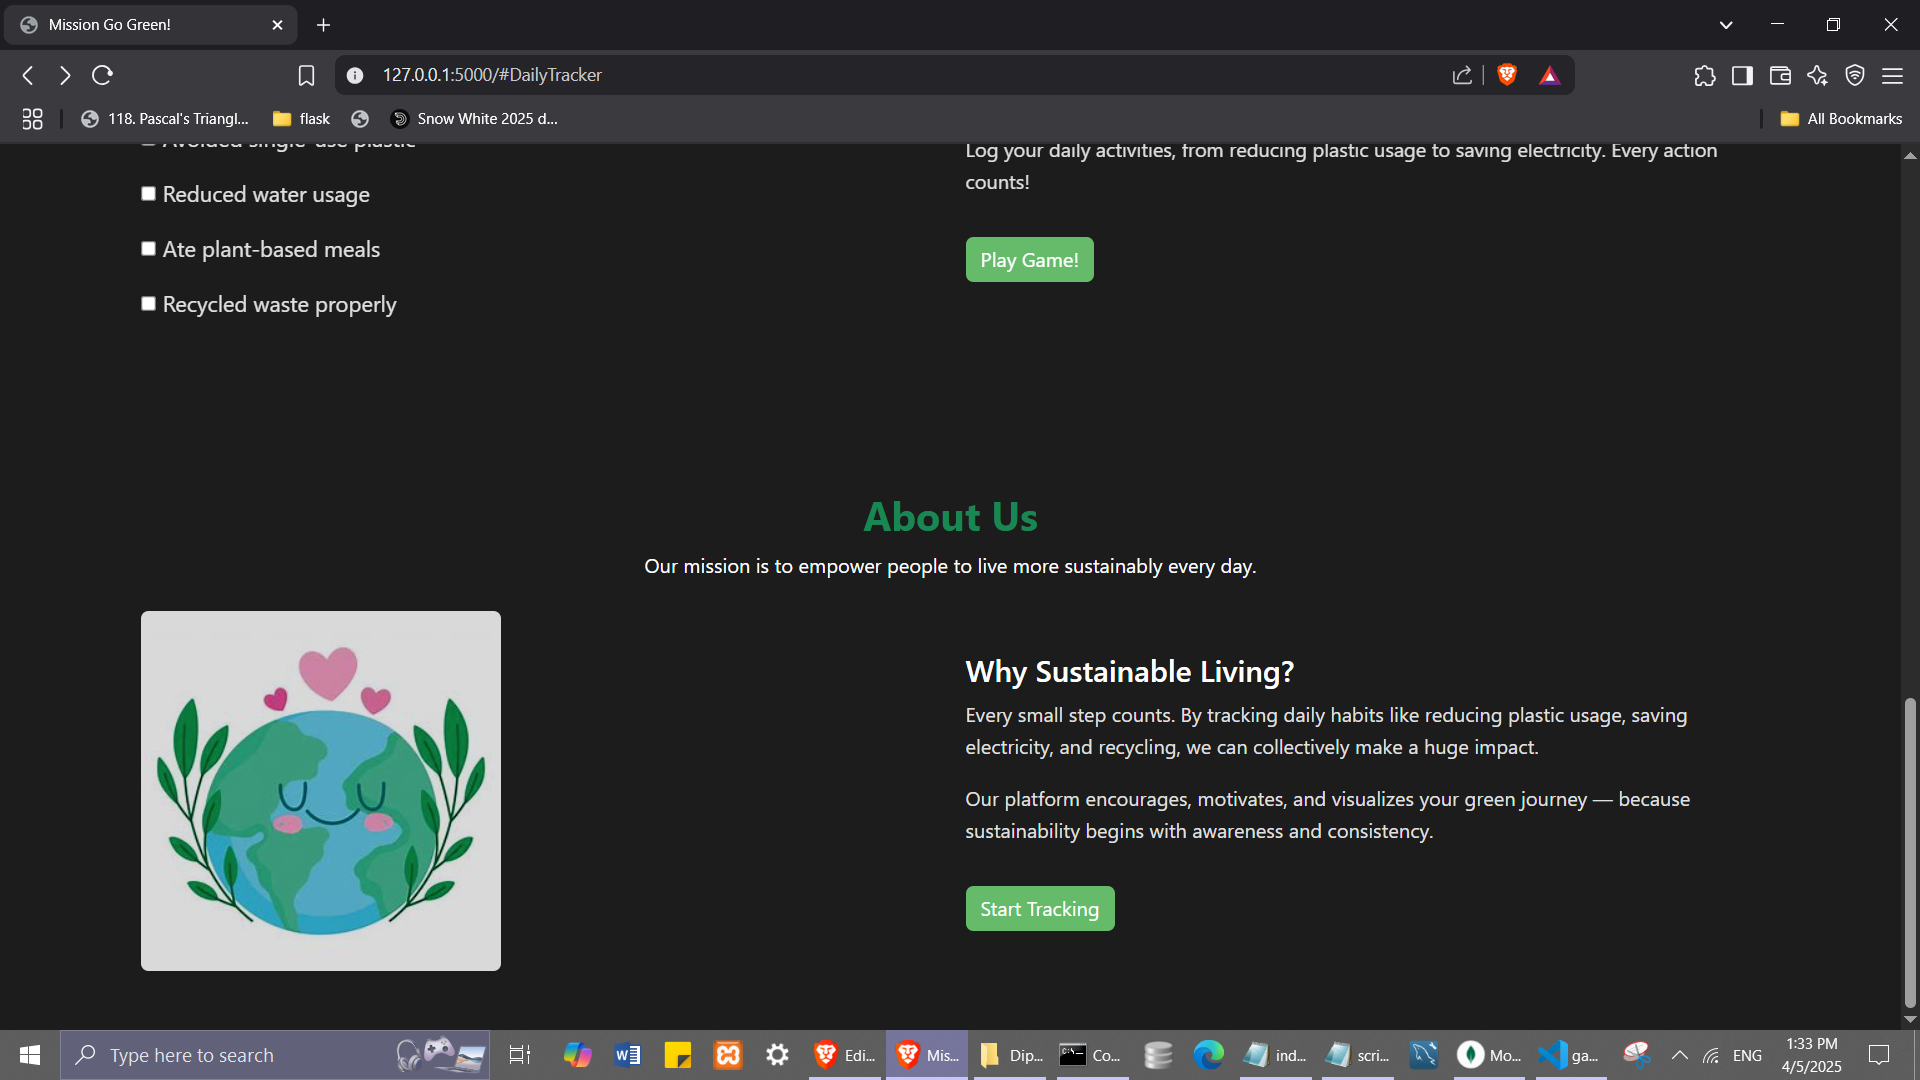 Mission Go Green!
127.0.0.1:5000/#DailyTracker
118. Pascal's Triangl...
flask
Snow White 2025 d...
All Bookmarks
Avoided single-use plastic
Reduced water usage
Ate plant-based meals
Recycled waste properly
Log your daily activities, from reducing plastic usage to saving electricity. Every action
counts!
Play Game!
About Us
Our mission is to empower people to live more sustainably every day.
Why Sustainable Living?
Every small step counts. By tracking daily habits like reducing plastic usage, saving
electricity, and recycling, we can collectively make a huge impact.
Our platform encourages, motivates, and visualizes your green journey — because
sustainability begins with awareness and consistency.
Start Tracking
Type here to search
Edi...
Mis...
Dip...
Co...
ind...
scri...
Mo...
ga...
ENG
1:33 PM
4/5/2025